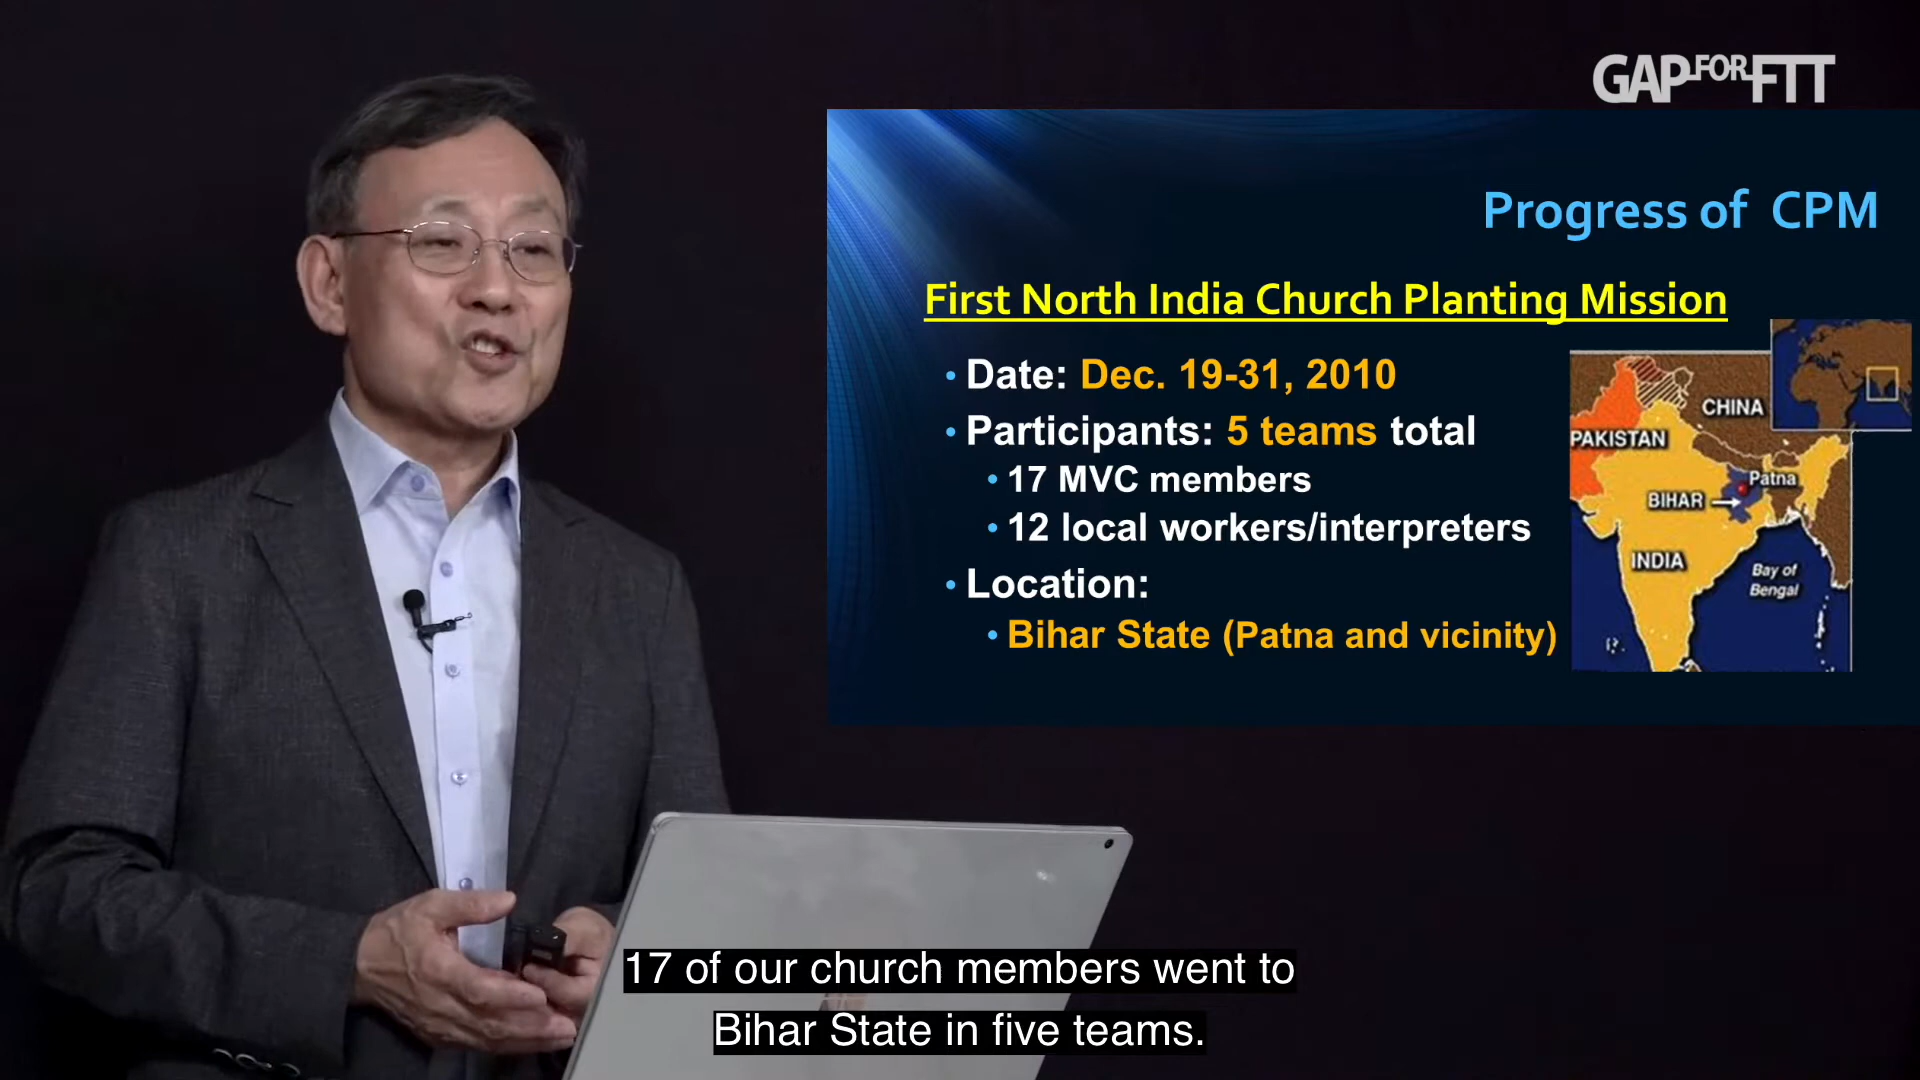 GAP FOR FTT
Progress of CPM
First North India Church Planting Mission
• Date: Dec. 19-31, 2010
• Participants: 5 teams total
• 17 MVC members
• 12 local workers/interpreters
• Location:
• Bihar State (Patna and vicinity)
CHINA
PAKISTAN
Patna
BIHAR
INDIA
Bay of
Bengal
17 of our church members went to
Bihar State in five teams.